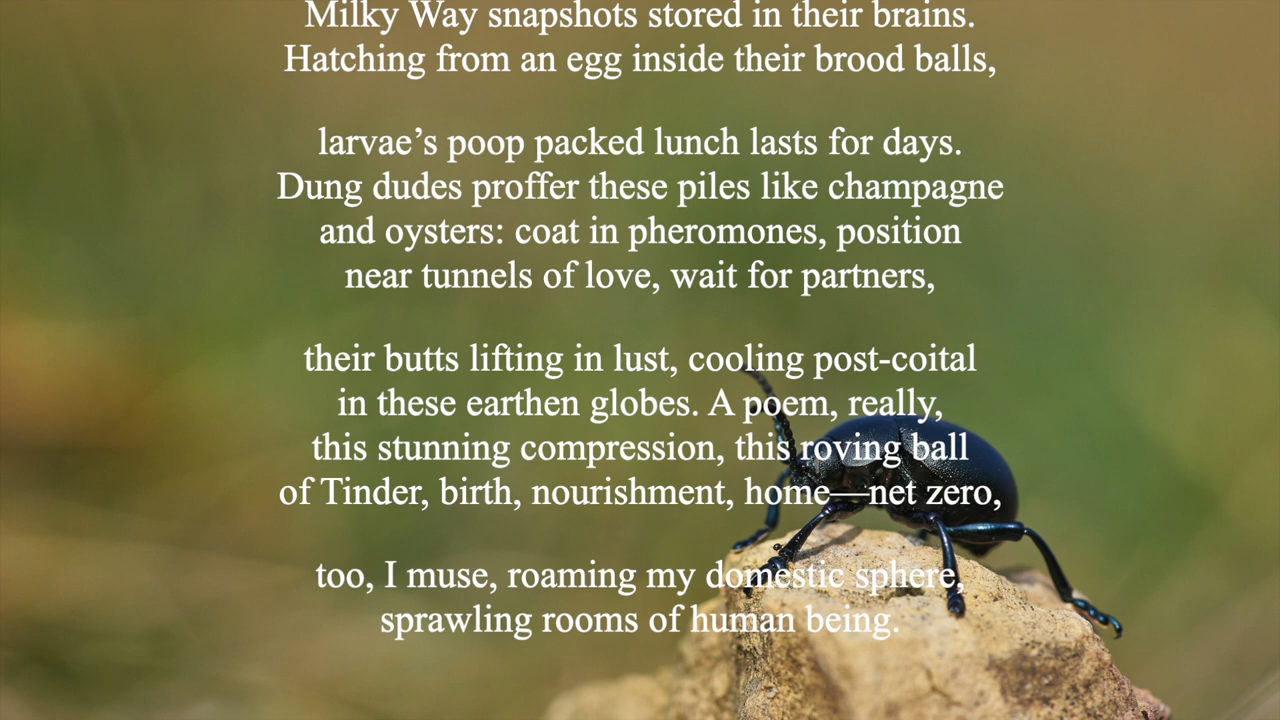 Milky Way snapshots stored in their brains.
Hatching from an egg inside their brood balls,
larvae’s poop packed lunch lasts for days.
Dung dudes proffer these piles like champagne
and oysters: coat in pheromones, position
near tunnels of love, wait for partners,
their butts lifting in lust, cooling post-coital
in these earthen globes. A poem, really,
this stunning compression, this roving ball
of Tinder, birth, nourishment, home—net zero,
too, I muse, roaming my domestic sphere,
sprawling rooms of human being.